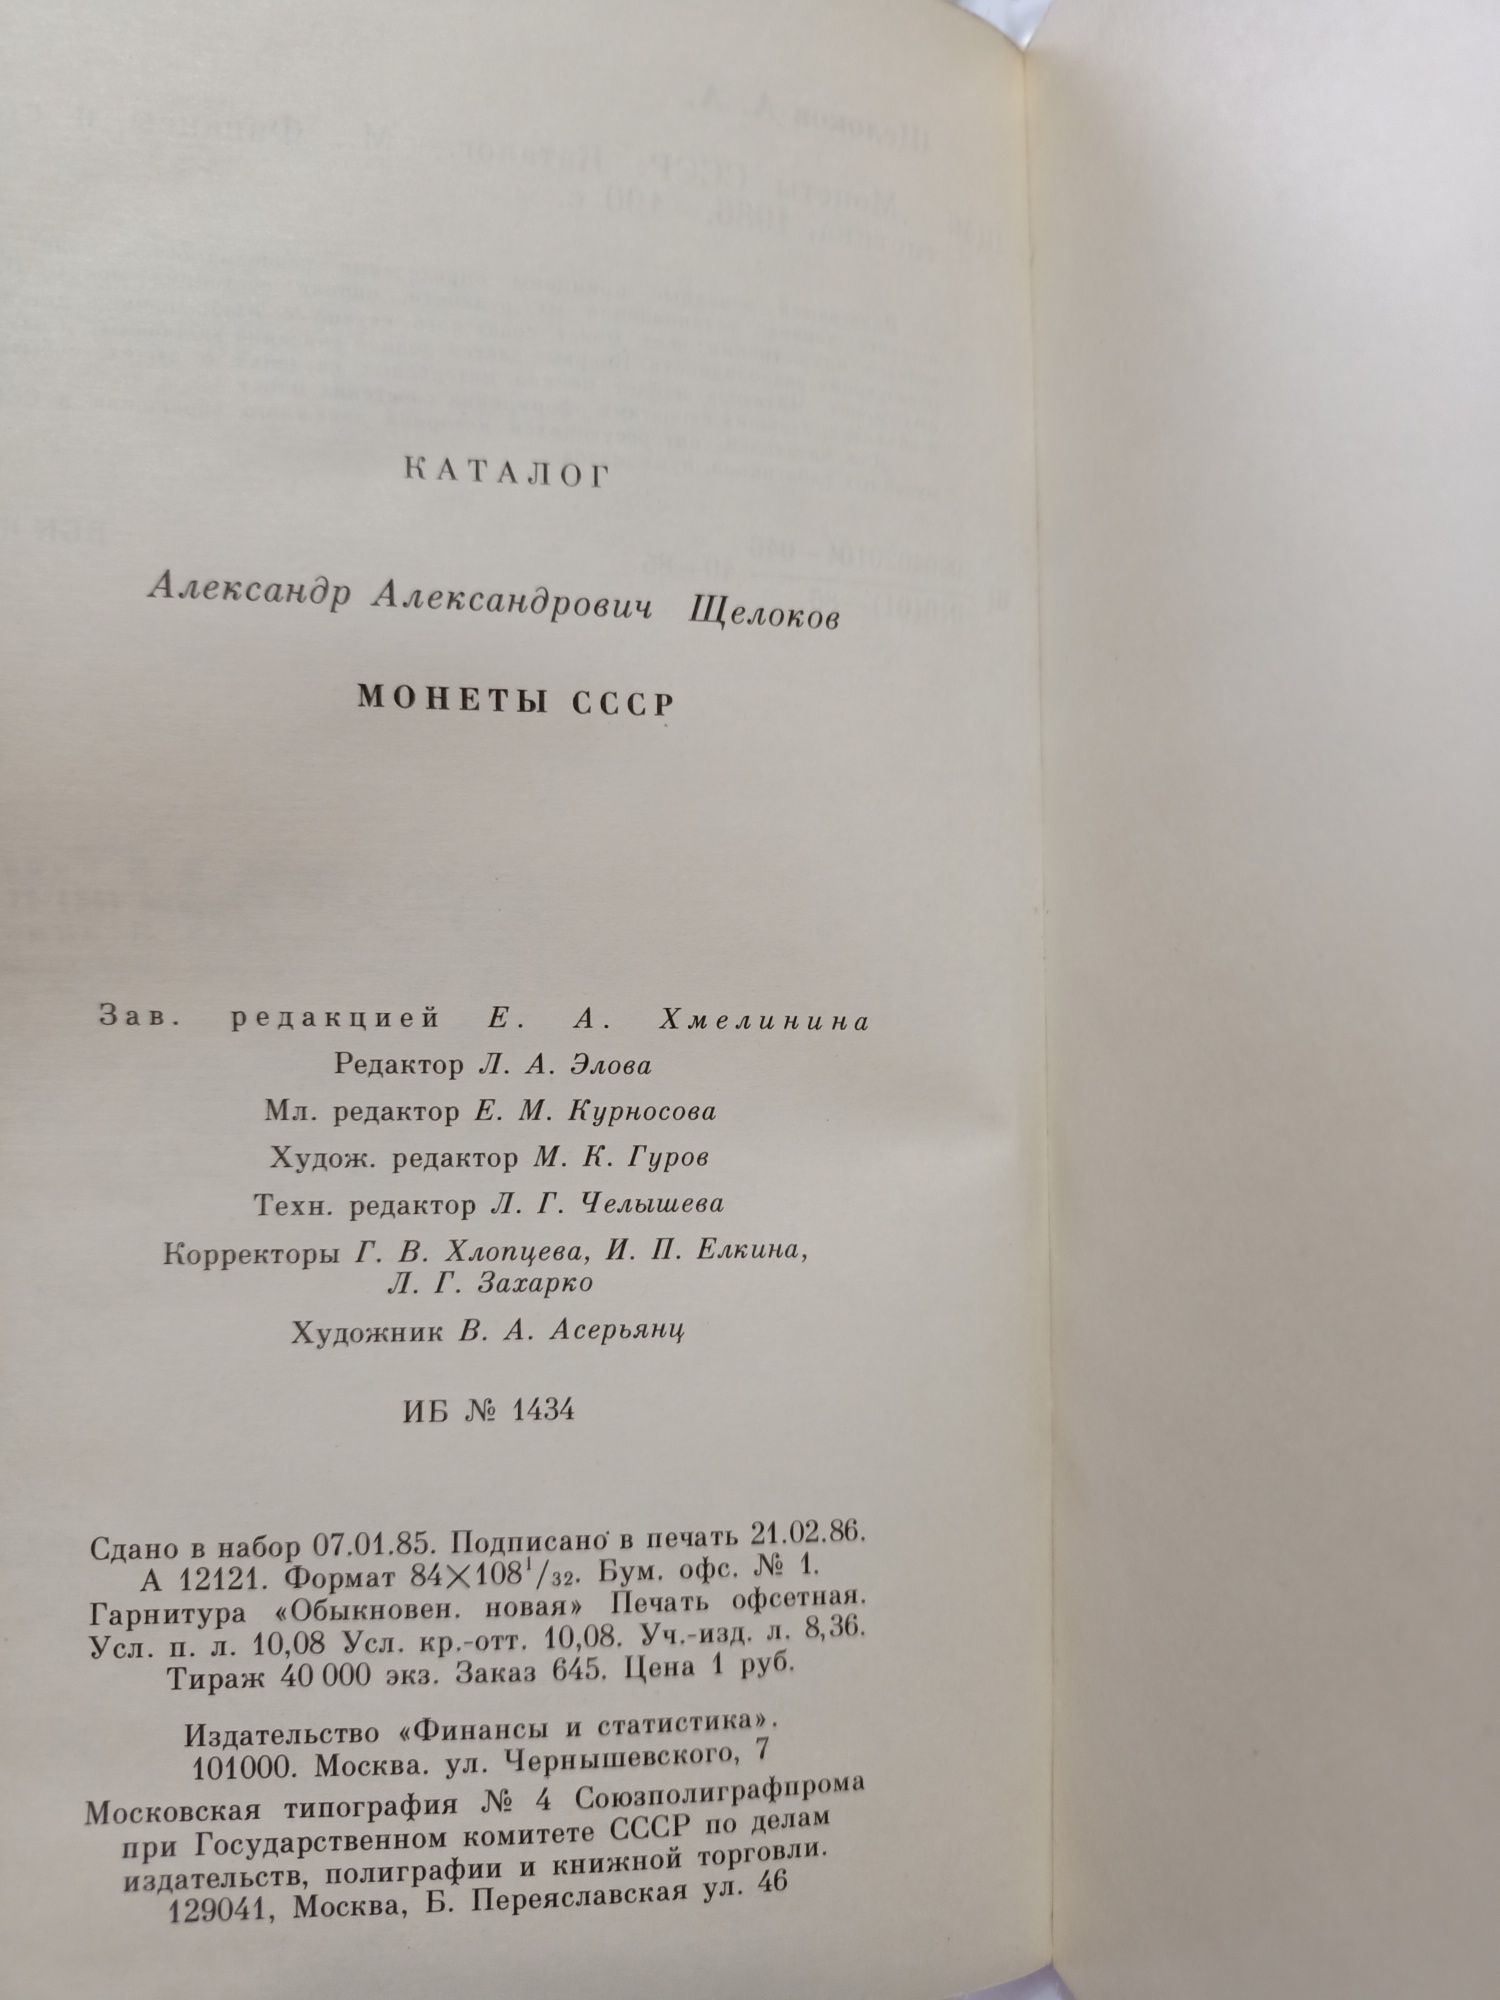 КАТАЛОГ
Александр Александрович Щелоков
МОНЕТЫ СССР
Зав. редакцией Е. А. Хмелинина
Редактор Л. А. Элова
Мл. редактор Е. М. Курносова
Худож. редактор М. К. Гуров
Техн. редактор Л. Г. Челышева
Корректоры Г. В. Хлопцева, И. П. Елкина,
Л. Г. Захарко
Художник В. А. Асерьянц
ИБ № 1434
Сдано в набор 07.01.85. Подписано в печать 21.02.86.
А 12121. Формат 84×108¹/₃₂. Бум. офс. № 1.
Гарнитура «Обыкновен. новая» Печать офсетная.
Усл. п. л. 10,08 Усл. кр.-отт. 10,08. Уч.-изд. л. 8,36.
Тираж 40 000 экз. Заказ 645. Цена 1 руб.
Издательство «Финансы и статистика».
101000. Москва. ул. Чернышевского, 7
Московская типография № 4 Союзполиграфпрома
при Государственном комитете СССР по делам
издательств, полиграфии и книжной торговли.
129041, Москва, Б. Переяславская ул. 46